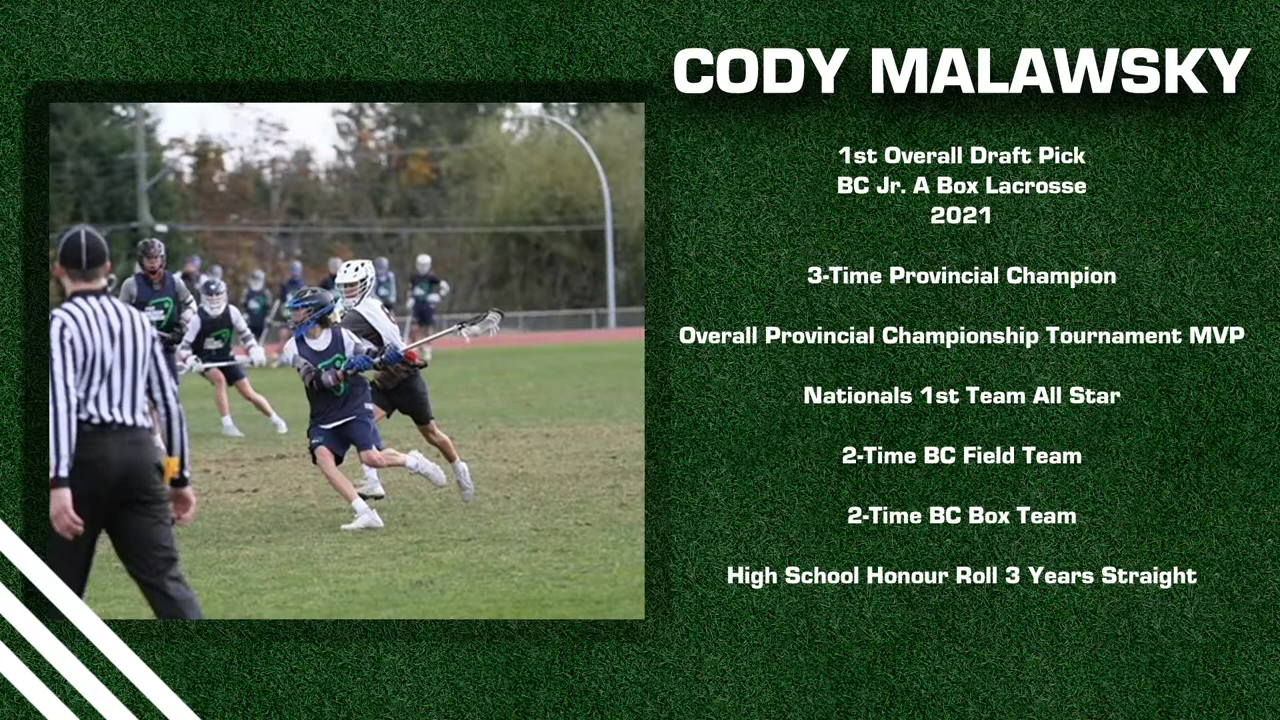 CODY MALAWSKY
1st Overall Draft Pick
BC Jr. A Box Lacrosse
2021
3-Time Provincial Champion
Overall Provincial Championship Tournament MVP
Nationals 1st Team All Star
2-Time BC Field Team
2-Time BC Box Team
High School Honour Roll 3 Years Straight